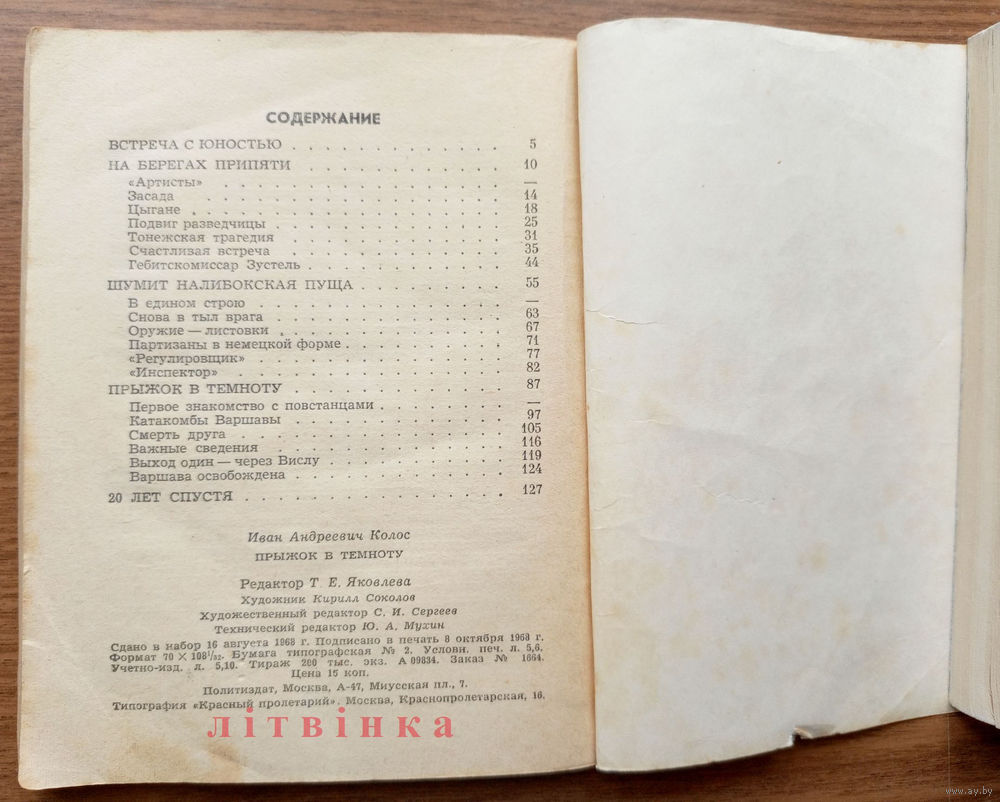 СОДЕРЖАНИЕ
ВСТРЕЧА С ЮНОСТЬЮ . . . . . . . . . . . 5
НА БЕРЕГАХ ПРИПЯТИ . . . . . . . . . . . 10
«Артисты» . . . . . . . . . . . —
Засада . . . . . . . . . . . 14
Цыгане . . . . . . . . . . . 18
Подвиг разведчицы . . . . . . . . . . . 25
Тонежская трагедия . . . . . . . . . . . 31
Счастливая встреча . . . . . . . . . . . 35
Гебитскомиссар Зустель . . . . . . . . . . . 44
ШУМИТ НАЛИБОКСКАЯ ПУЩА . . . . . . . . 55
В едином строю . . . . . . . . . . . —
Снова в тыл врага . . . . . . . . . . . 63
Оружие — листовки . . . . . . . . . . . 67
Партизаны в немецкой форме . . . . . . . . 71
«Регулировщик» . . . . . . . . . . . 77
«Инспектор» . . . . . . . . . . . 82
ПРЫЖОК В ТЕМНОТУ . . . . . . . . . . . 87
Первое знакомство с повстанцами . . . . . . . —
Катакомбы Варшавы . . . . . . . . . . . 97
Смерть друга . . . . . . . . . . . 105
Важные сведения . . . . . . . . . . . 116
Выход один — через Вислу . . . . . . . . . 119
Варшава освобождена . . . . . . . . . . . 124
20 ЛЕТ СПУСТЯ . . . . . . . . . . . 127
Иван Андреевич Колос
ПРЫЖОК В ТЕМНОТУ
Редактор Т. Е. Яковлева
Художник Кирилл Соколов
Художественный редактор С. И. Сергеев
Технический редактор Ю. А. Мухин
Сдано в набор 16 августа 1968 г. Подписано в печать 8 октября 1968 г.
Формат 70 × 108¹/₃₂. Бумага типографская № 2. Условн. печ. л. 5,6.
Учетно-изд. л. 5,10. Тираж 200 тыс. экз. А 09834. Заказ № 1664.
Цена 15 коп.
Политиздат, Москва, А-47, Миусская пл., 7.
Типография «Красный пролетарий». Москва, Краснопролетарская, 16.
літвінка
www.ay.by